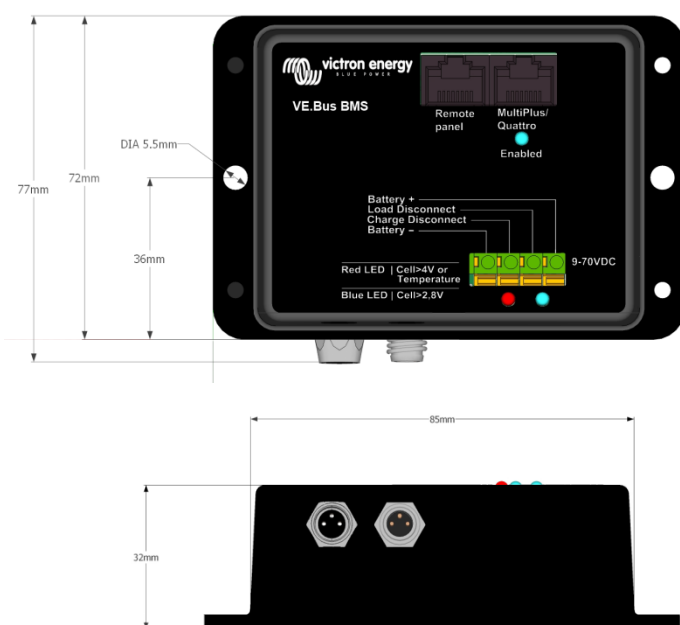 victron energy
BLUE POWER
VE.Bus BMS
Remote
panel
MultiPlus/
Quattro
Enabled
DIA 5.5mm
77mm
72mm
36mm
Battery +
Load Disconnect
Charge Disconnect
Battery –
9-70VDC
Red LED | Cell>4V or
Temperature
Blue LED | Cell>2,8V
85mm
32mm